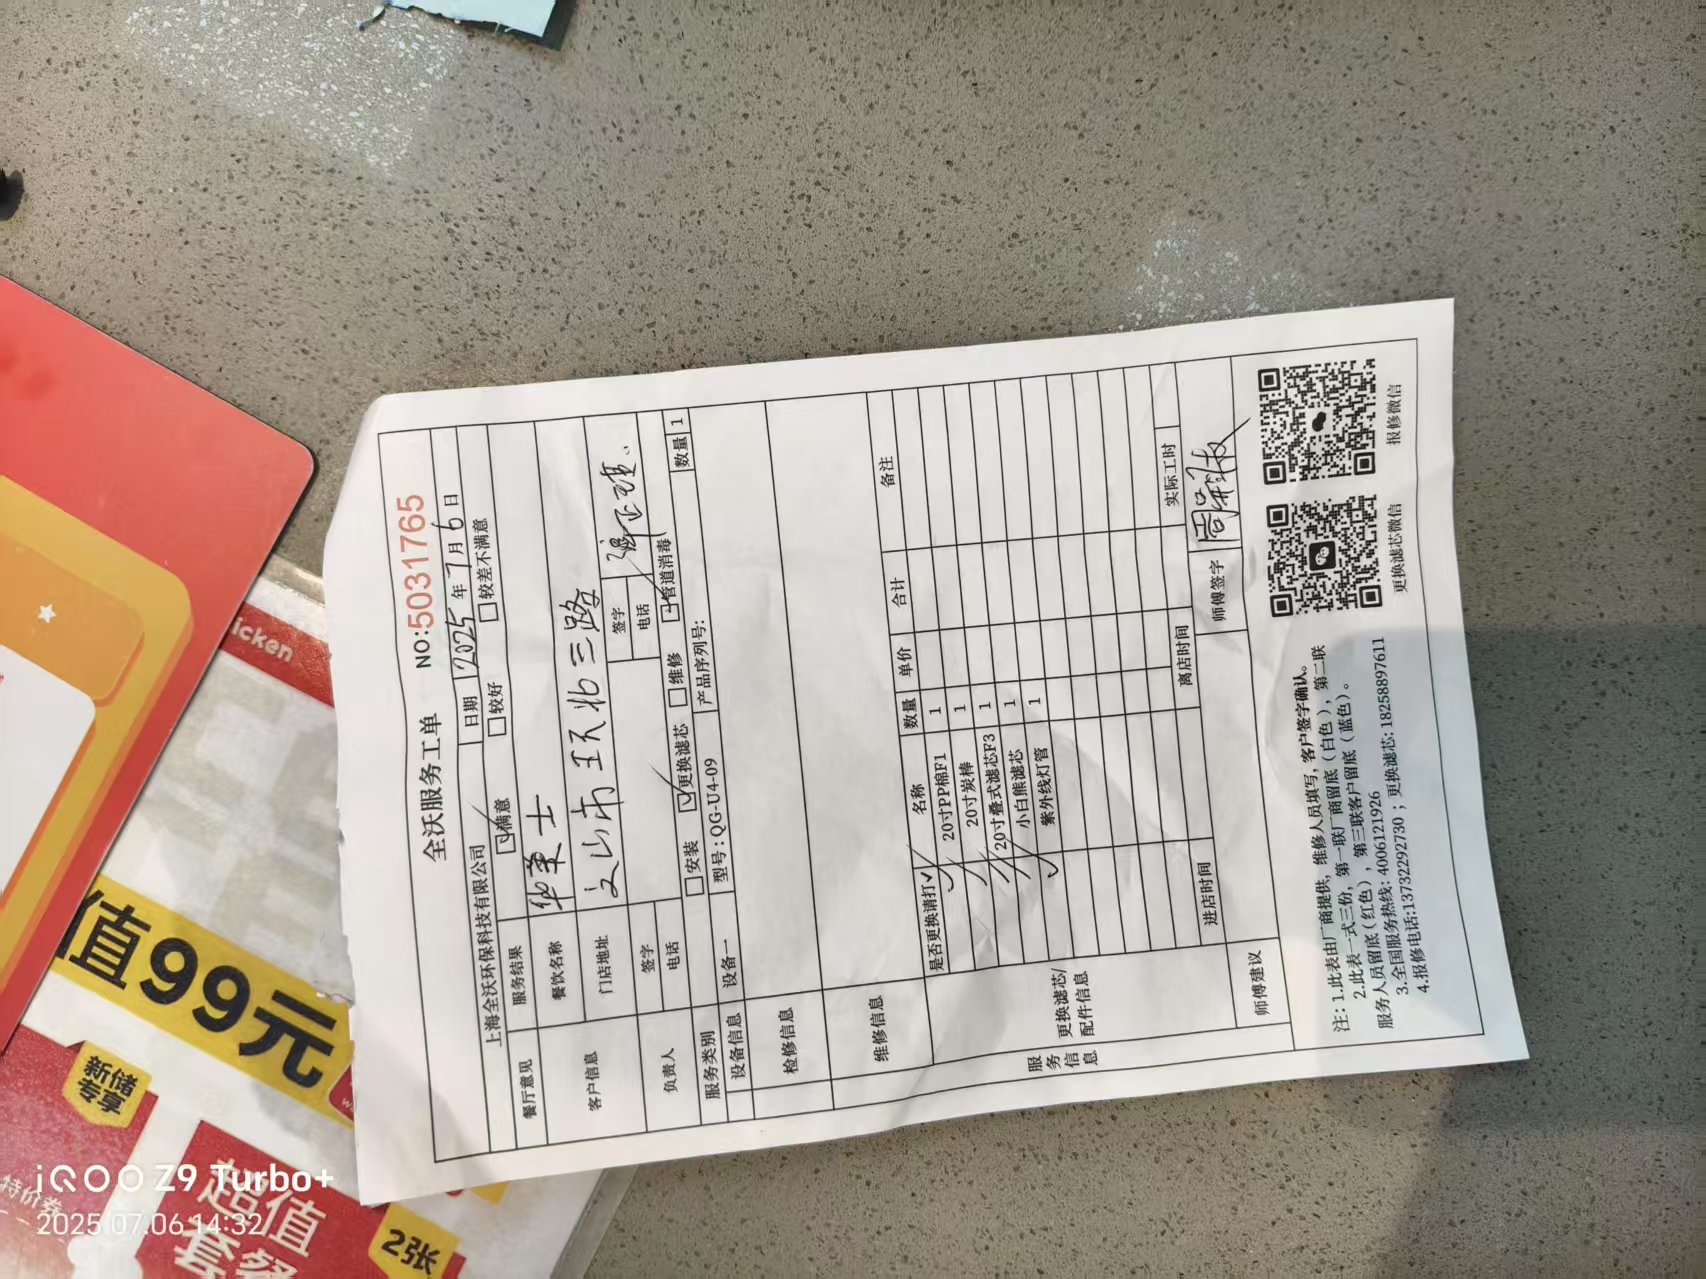 全沃服务工单 NO:5031765
上海全沃环保科技有限公司 日期 2025年7月6日
餐厅意见 服务结果 满意 较好 较差不满意
客户信息 餐饮名称 华莱士
门店地址 文山市 天北三路
负责人 签字 签字
电话 电话
服务类别 安装 更换滤芯 维修 管道消毒
设备信息 设备一 型号:QG-U4-09 产品序列号: 数量 1
检修信息
维修信息
服务信息 更换滤芯/配件信息
是否更换请打✓ 名称 数量 单价 合计 备注
✓ 20寸PP棉F1 1
20寸炭棒 1
20寸叠式滤芯F3 1
小白熊滤芯 1
✓ 紫外线灯管 1
进店时间 离店时间 实际工时
师傅建议 师傅签字
注: 1.此表由厂商提供, 维修人员填写, 客户签字确认。
2.此表一式三份, 第一联厂商留底 (白色), 第二联
服务人员留底 (红色), 第三联客户留底 (蓝色)。
3.全国服务热线: 4006121926
4.报修电话:13732292730 ; 更换滤芯: 18258897611
更换滤芯微信 报修微信
icken
值99元
新储
专享
超值
套餐
2张
特价券
iQOO Z9 Turbo+
2025.07.06 14:32